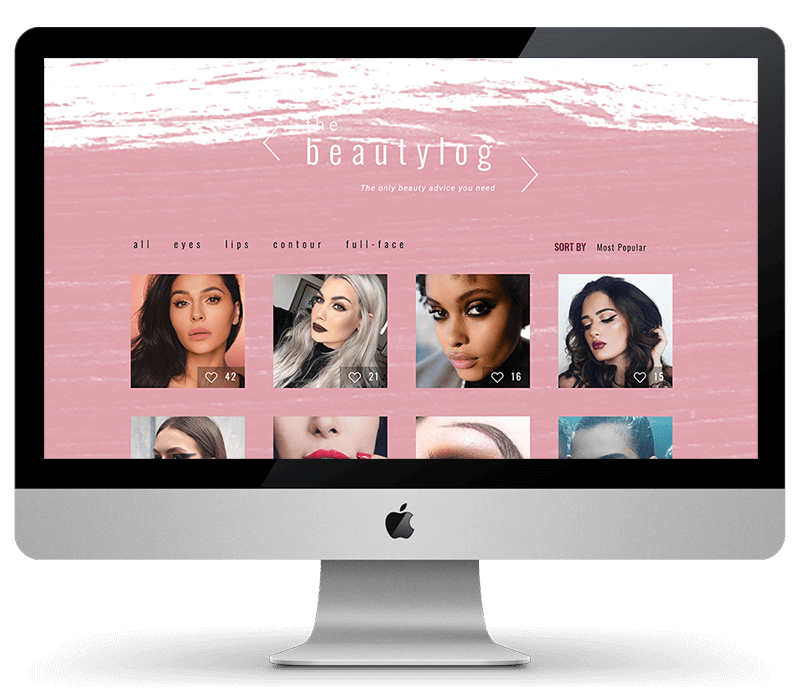 the
beautylog
The only beauty advice you need
all eyes lips contour full-face
SORT BY Most Popular
42
21
16
15